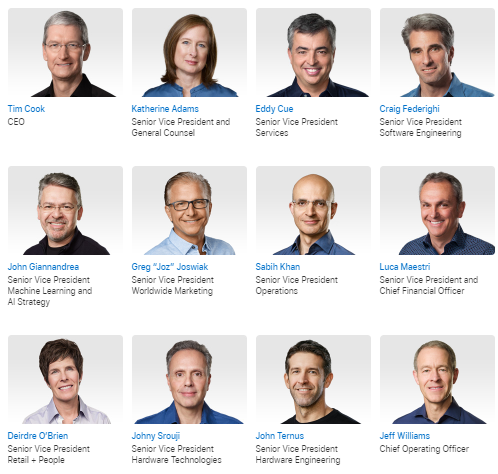 Tim Cook
CEO
Katherine Adams
Senior Vice President and
General Counsel
Eddy Cue
Senior Vice President
Services
Craig Federighi
Senior Vice President
Software Engineering
John Giannandrea
Senior Vice President
Machine Learning and
AI Strategy
Greg “Joz” Joswiak
Senior Vice President
Worldwide Marketing
Sabih Khan
Senior Vice President
Operations
Luca Maestri
Senior Vice President and
Chief Financial Officer
Deirdre O’Brien
Senior Vice President
Retail + People
Johny Srouji
Senior Vice President
Hardware Technologies
John Ternus
Senior Vice President
Hardware Engineering
Jeff Williams
Chief Operating Officer